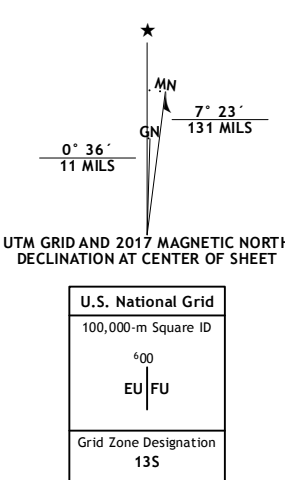 ★
MN
7° 23´
131 MILS
GN
0° 36´
11 MILS
UTM GRID AND 2017 MAGNETIC NORTH
DECLINATION AT CENTER OF SHEET
U.S. National Grid
100,000-m Square ID
⁶00
EU FU
Grid Zone Designation
13S